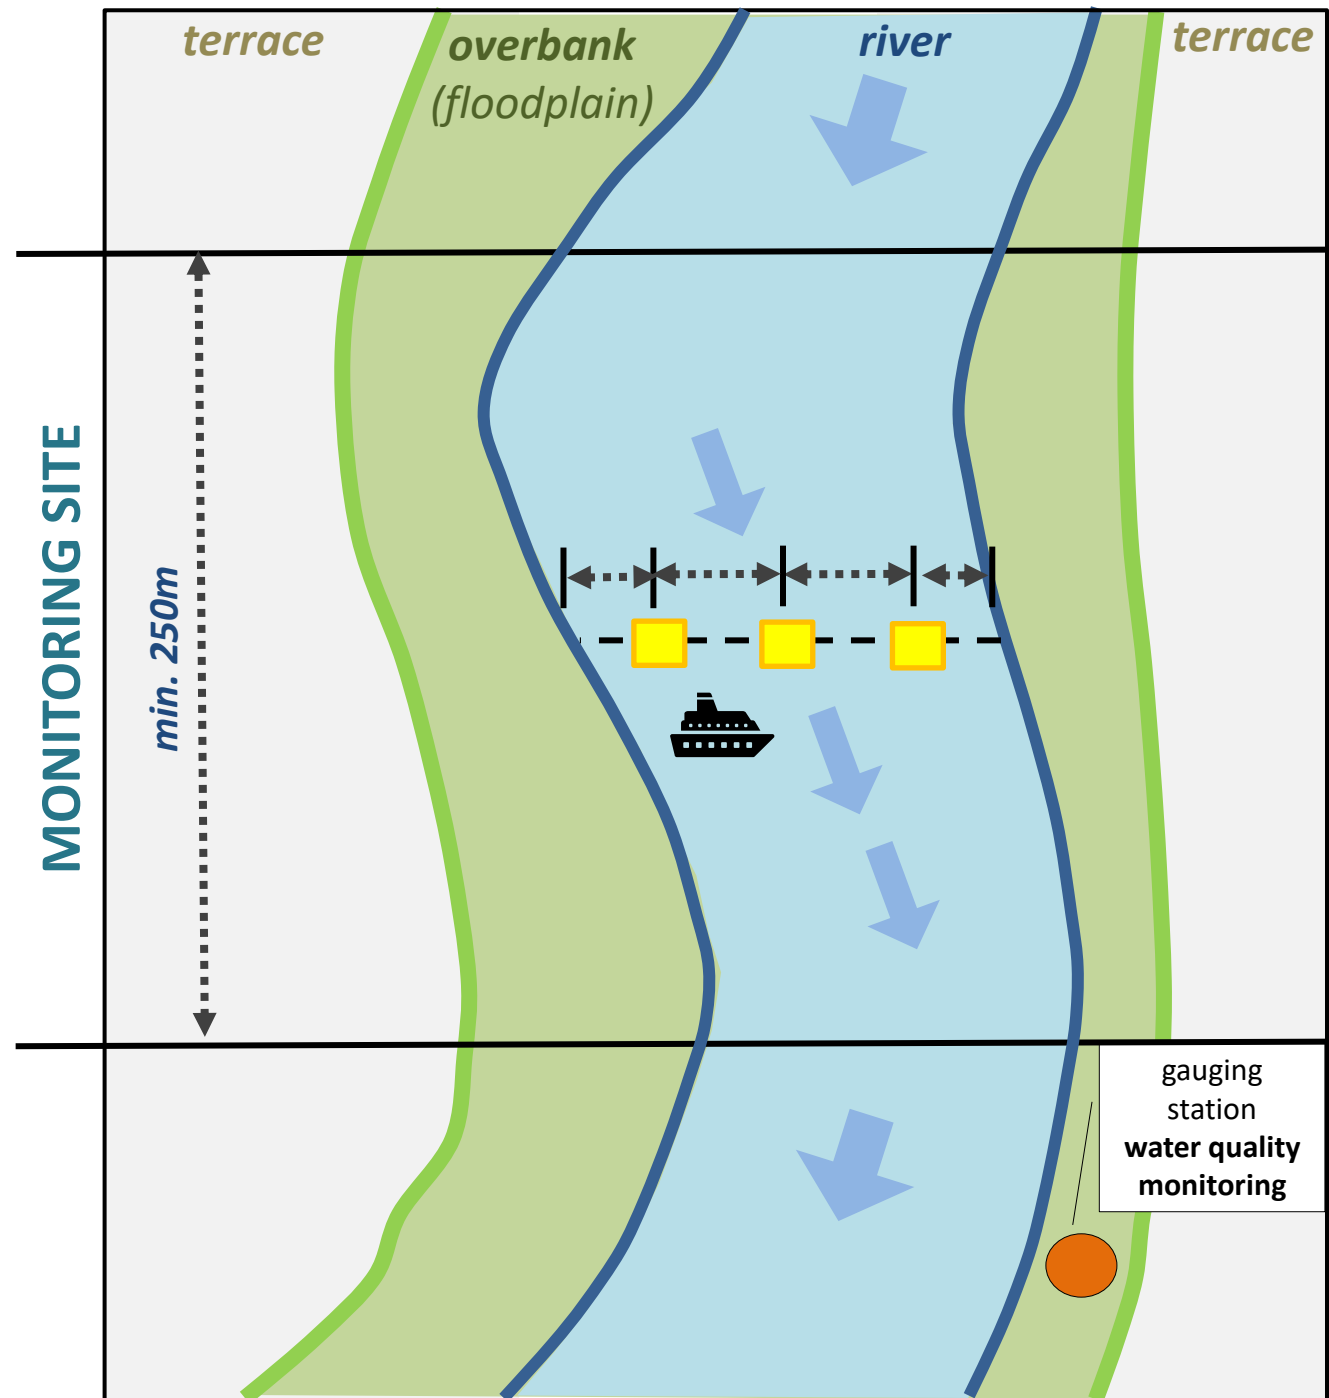 terrace
overbank
(floodplain)
river
terrace
MONITORING SITE
min. 250m
gauging
station
water quality
monitoring